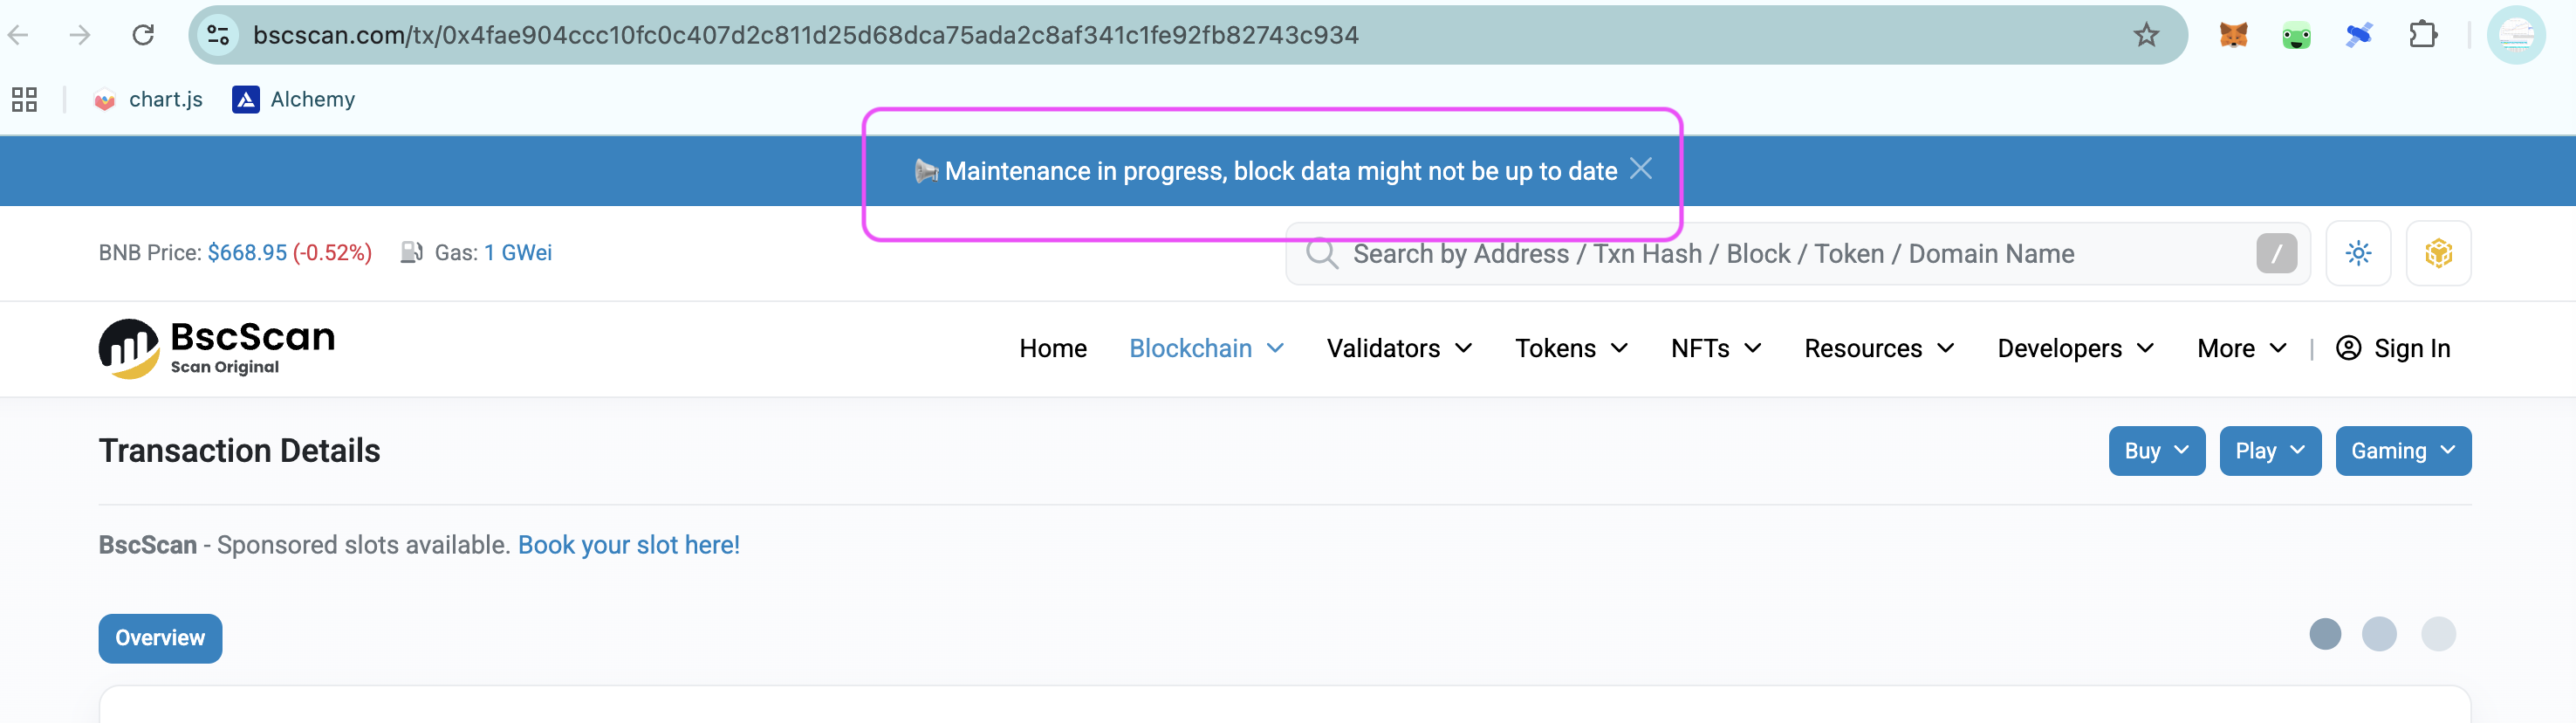 bscscan.com/tx/0x4fae904ccc10fc0c407d2c811d25d68dca75ada2c8af341c1fe92fb82743c934
chart.js Alchemy
Maintenance in progress, block data might not be up to date
BNB Price: $668.95 (-0.52%) Gas: 1 GWei Search by Address / Txn Hash / Block / Token / Domain Name /
BscScan
Scan Original
Home Blockchain Validators Tokens NFTs Resources Developers More | Sign In
Transaction Details Buy Play Gaming
BscScan - Sponsored slots available. Book your slot here!
Overview